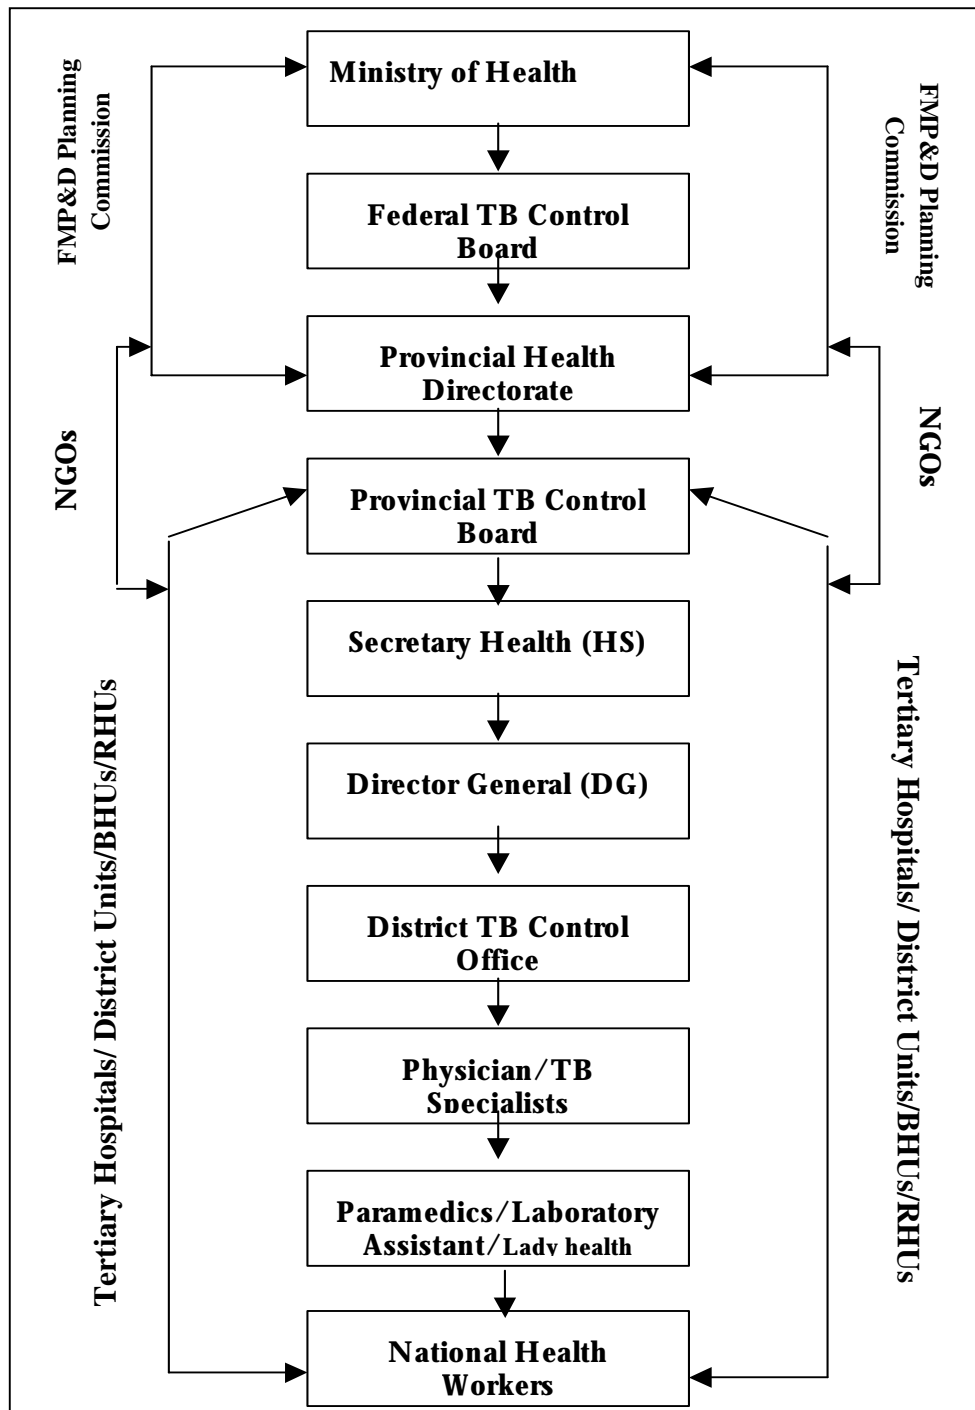 Ministry of Health
Federal TB Control
Board
Provincial Health
Directorate
Provincial TB Control
Board
Secretary Health (HS)
Director General (DG)
District TB Control
Office
Physician/TB
Specialists
Paramedics/Laboratory
Assistant/Lady health
National Health
Workers
FMP&D Planning
Commission
NGOs
Tertiary Hospitals/ District Units/BHUs/RHUs
FMP&D Planning
Commission
NGOs
Tertiary Hospitals/ District Units/BHUs/RHUs